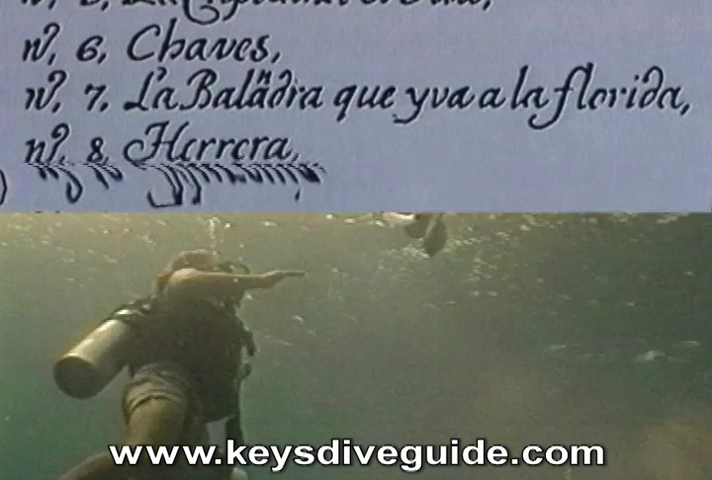 nº, 6, Chaves,
nº, 7. La Balãdra que yva a la florida,
nº, 8, Herrera,
www.keysdiveguide.com